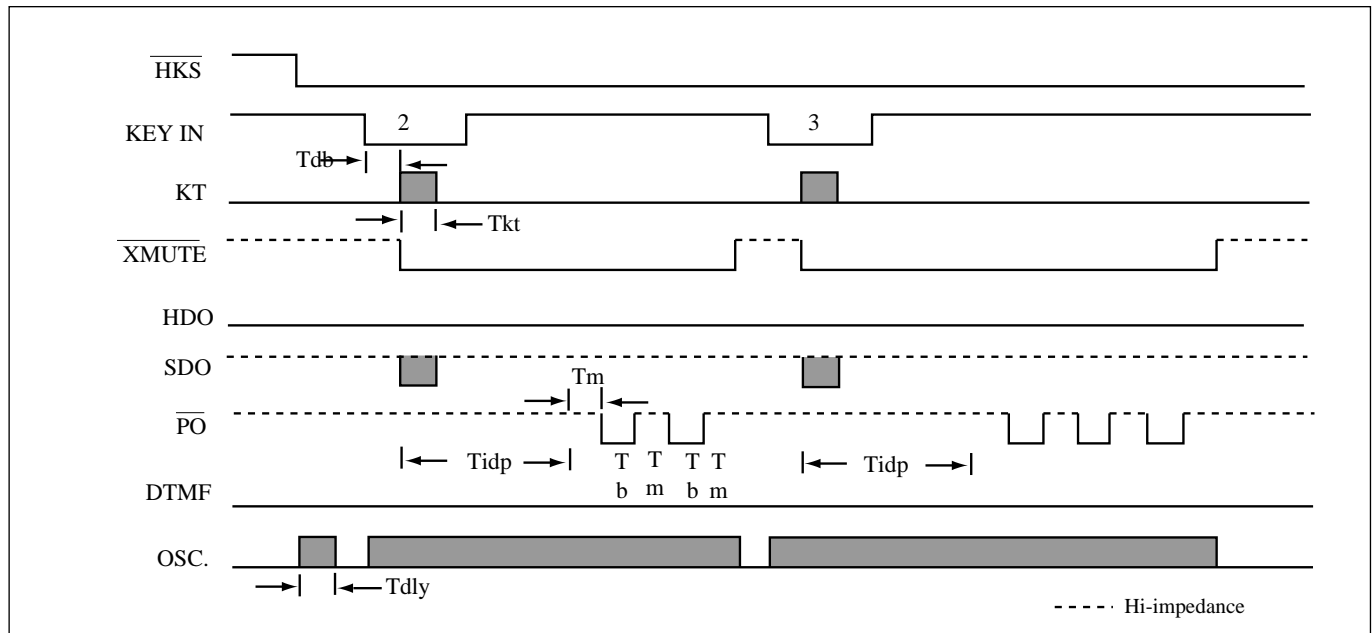 HKS
KEY IN
2
3
Tdb
KT
Tkt
XMUTE
HDO
SDO
Tm
PO
Tidp
T
b
T
m
T
b
T
m
Tidp
DTMF
OSC.
Tdly
Hi-impedance